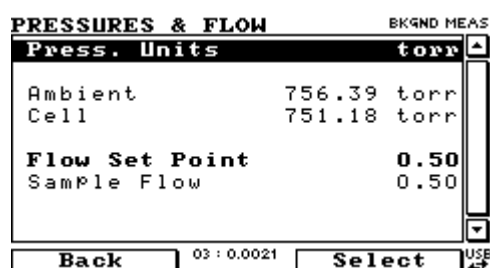 PRESSURES & FLOW BKGND MEAS
Press. Units torr
Ambient 756.39 torr
Cell 751.18 torr
Flow Set Point 0.50
Sample Flow 0.50
Back 03 : 0.0021 Select USB